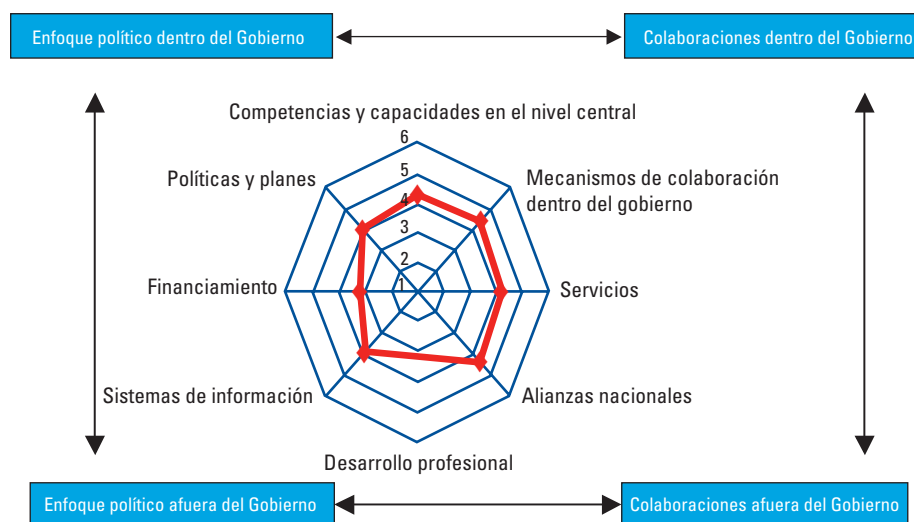 Enfoque político dentro del Gobierno
Colaboraciones dentro del Gobierno
Competencias y capacidades en el nivel central
6
Políticas y planes
5
Mecanismos de colaboración
dentro del gobierno
4
3
2
Financiamiento
1
Servicios
Sistemas de información
Alianzas nacionales
Desarrollo profesional
Enfoque político afuera del Gobierno
Colaboraciones afuera del Gobierno